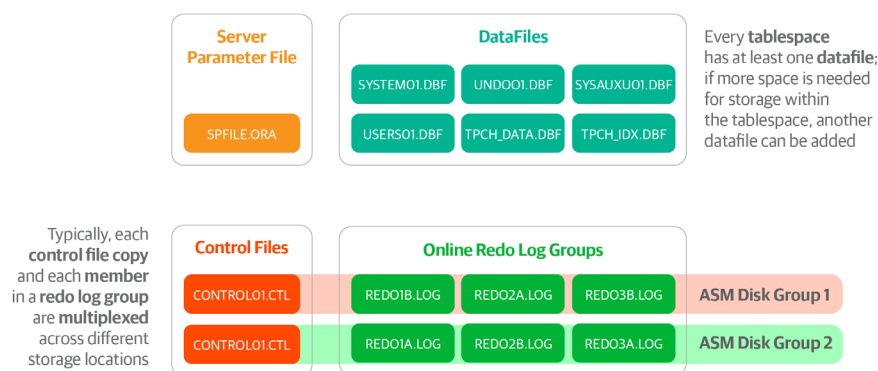 Server
Parameter File
SPFILE.ORA
DataFiles
SYSTEM01.DBF
UNDO01.DBF
SYSAUXU01.DBF
USERS01.DBF
TPCH_DATA.DBF
TPCH_IDX.DBF
Every tablespace
has at least one datafile;
if more space is needed
for storage within
the tablespace, another
datafile can be added
Typically, each
control file copy
and each member
in a redo log group
are multiplexed
across different
storage locations
Control Files
Online Redo Log Groups
CONTROL01.CTL
REDO1B.LOG
REDO2A.LOG
REDO3B.LOG
ASM Disk Group 1
CONTROL01.CTL
REDO1A.LOG
REDO2B.LOG
REDO3A.LOG
ASM Disk Group 2